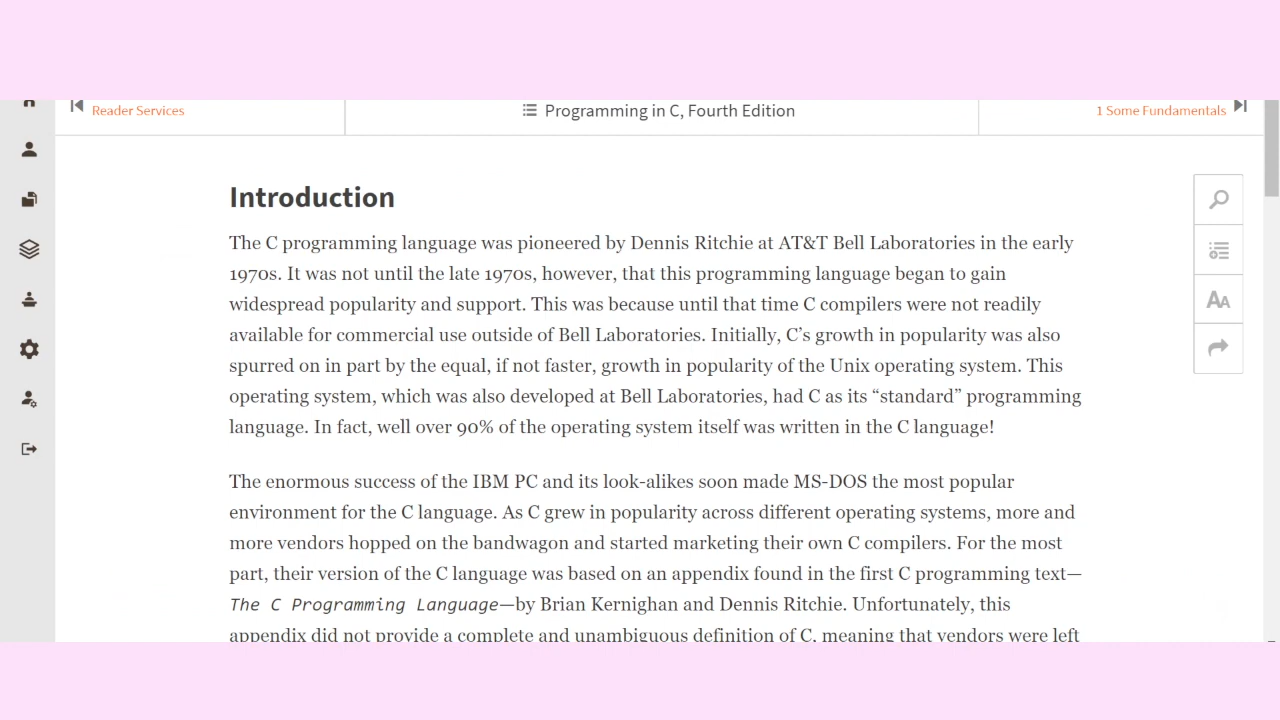 Reader Services
Programming in C, Fourth Edition
1 Some Fundamentals
Introduction
The C programming language was pioneered by Dennis Ritchie at AT&T Bell Laboratories in the early
1970s. It was not until the late 1970s, however, that this programming language began to gain
widespread popularity and support. This was because until that time C compilers were not readily
available for commercial use outside of Bell Laboratories. Initially, C’s growth in popularity was also
spurred on in part by the equal, if not faster, growth in popularity of the Unix operating system. This
operating system, which was also developed at Bell Laboratories, had C as its “standard” programming
language. In fact, well over 90% of the operating system itself was written in the C language!
The enormous success of the IBM PC and its look-alikes soon made MS-DOS the most popular
environment for the C language. As C grew in popularity across different operating systems, more and
more vendors hopped on the bandwagon and started marketing their own C compilers. For the most
part, their version of the C language was based on an appendix found in the first C programming text—
The C Programming Language—by Brian Kernighan and Dennis Ritchie. Unfortunately, this
appendix did not provide a complete and unambiguous definition of C, meaning that vendors were left
AA